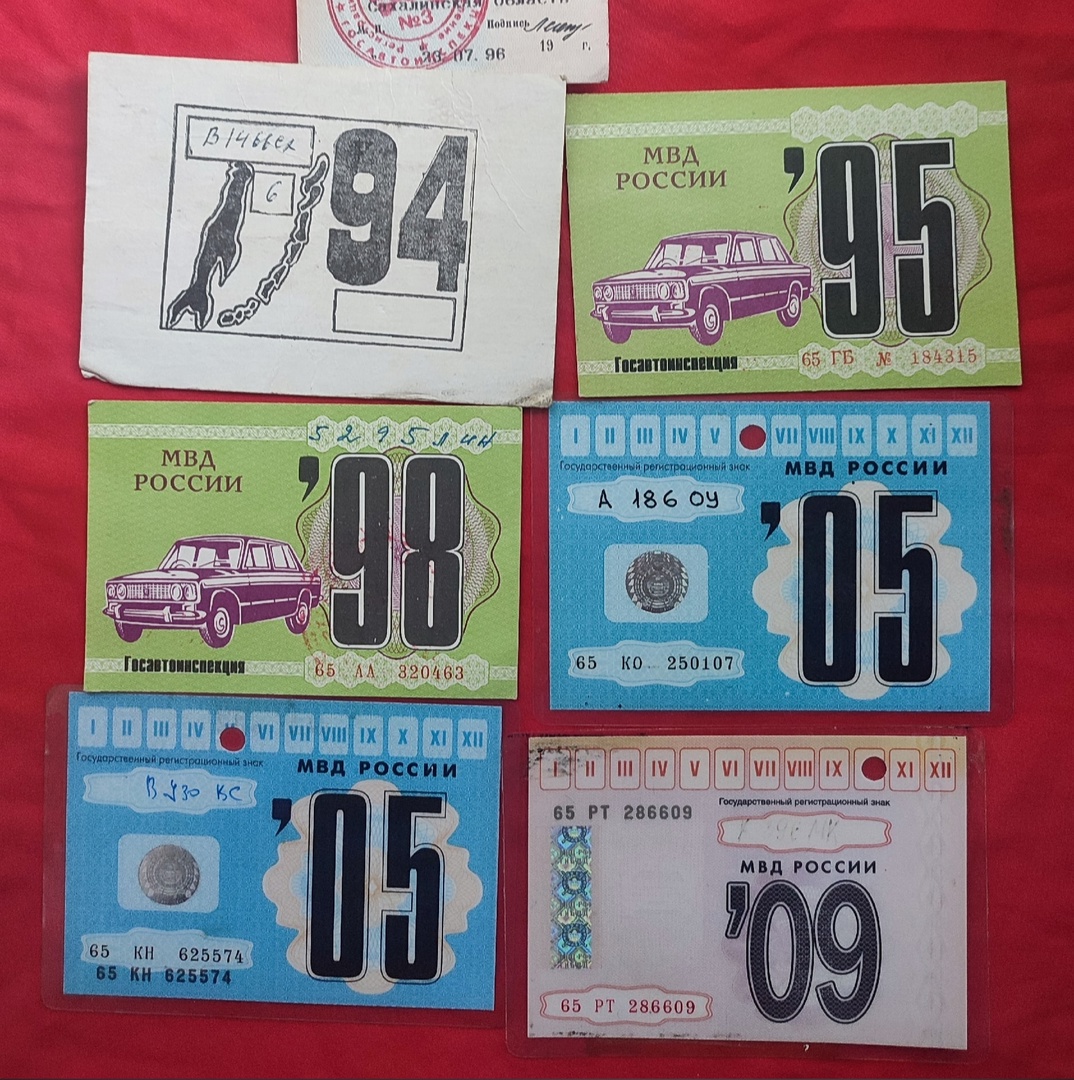 Сахалинская Область
№3
ГОСАВТОИНСПЕКЦИЯ
Подпись
26 07. 96
19 г.
В1466СХ
6
94
МВД
РОССИИ
'95
Госавтоинспекция
65 ГБ № 184315
5295ЛИН
МВД
РОССИИ
'98
Госавтоинспекция
65 АА 320463
I II III IV V VII VIII IX X XI XII
Государственный регистрационный знак
МВД РОССИИ
А 186 ОУ
'05
65 КО 250107
I II III IV VI VII VIII IX X XI XII
Государственный регистрационный знак
МВД РОССИИ
'05
65 КН 625574
65 КН 625574
I II III IV V VI VII VIII IX XI XII
65 РТ 286609
Государственный регистрационный знак
МВД РОССИИ
'09
65 РТ 286609